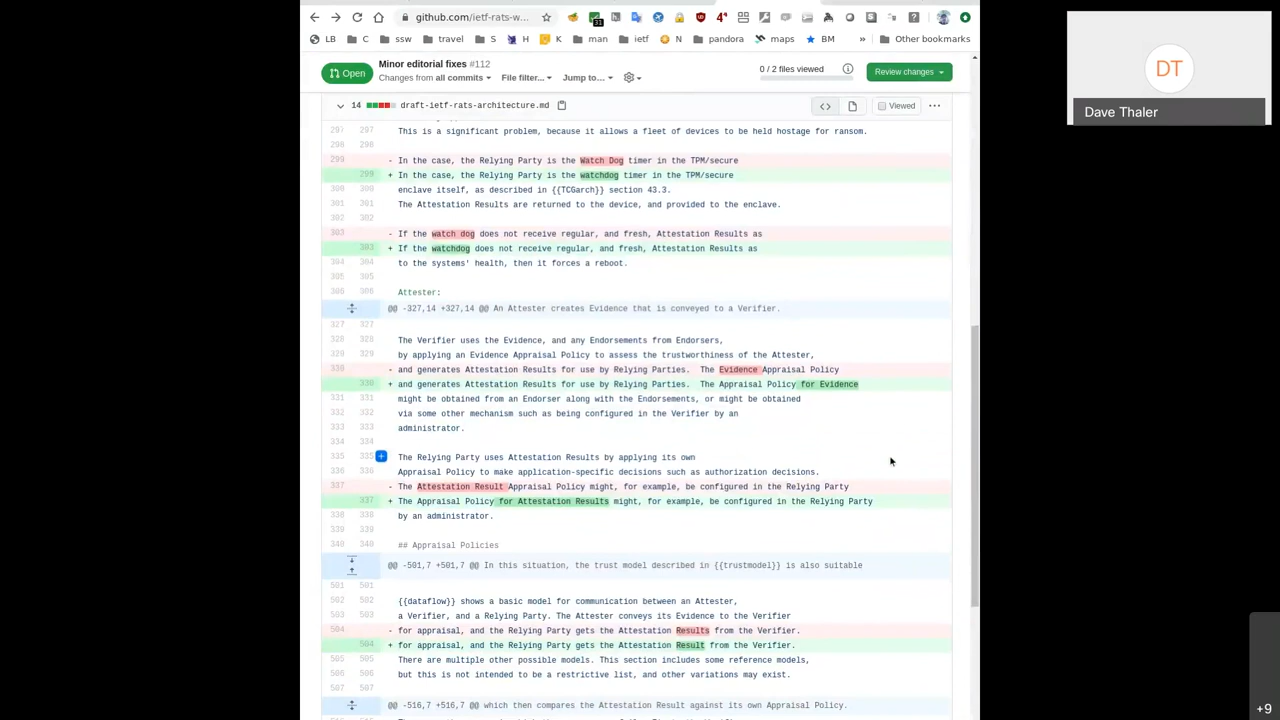 github.com/ietf-rats-w...
31
4°
LB C ssw travel S H K man ietf N pandora maps BM » Other bookmarks
Open
Minor editorial fixes #112
Changes from all commits File filter... Jump to...
0 / 2 files viewed
Review changes
14 draft-ietf-rats-architecture.md
Viewed
297 297 This is a significant problem, because it allows a fleet of devices to be held hostage for ransom.
298 298
299 - In the case, the Relying Party is the Watch Dog timer in the TPM/secure
299 + In the case, the Relying Party is the watchdog timer in the TPM/secure
300 300 enclave itself, as described in {{TCGarch}} section 43.3.
301 301 The Attestation Results are returned to the device, and provided to the enclave.
302 302
303 - If the watch dog does not receive regular, and fresh, Attestation Results as
303 + If the watchdog does not receive regular, and fresh, Attestation Results as
304 304 to the systems' health, then it forces a reboot.
305 305
306 306 Attester:
@@ -327,14 +327,14 @@ An Attester creates Evidence that is conveyed to a Verifier.
327 327
328 328 The Verifier uses the Evidence, and any Endorsements from Endorsers,
329 329 by applying an Evidence Appraisal Policy to assess the trustworthiness of the Attester,
330 - and generates Attestation Results for use by Relying Parties. The Evidence Appraisal Policy
330 + and generates Attestation Results for use by Relying Parties. The Appraisal Policy for Evidence
331 331 might be obtained from an Endorser along with the Endorsements, or might be obtained
332 332 via some other mechanism such as being configured in the Verifier by an
333 333 administrator.
334 334
335 335 The Relying Party uses Attestation Results by applying its own
336 336 Appraisal Policy to make application-specific decisions such as authorization decisions.
337 - The Attestation Result Appraisal Policy might, for example, be configured in the Relying Party
337 + The Appraisal Policy for Attestation Results might, for example, be configured in the Relying Party
338 338 by an administrator.
339 339
340 340 ## Appraisal Policies
@@ -501,7 +501,7 @@ In this situation, the trust model described in {{trustmodel}} is also suitable
501 501
502 502 {{dataflow}} shows a basic model for communication between an Attester,
503 503 a Verifier, and a Relying Party. The Attester conveys its Evidence to the Verifier
504 - for appraisal, and the Relying Party gets the Attestation Results from the Verifier.
504 + for appraisal, and the Relying Party gets the Attestation Result from the Verifier.
505 505 There are multiple other possible models. This section includes some reference models,
506 506 but this is not intended to be a restrictive list, and other variations may exist.
507 507
@@ -516,7 +516,7 @@ which then compares the Attestation Result against its own Appraisal Policy.
DT
Dave Thaler
+9